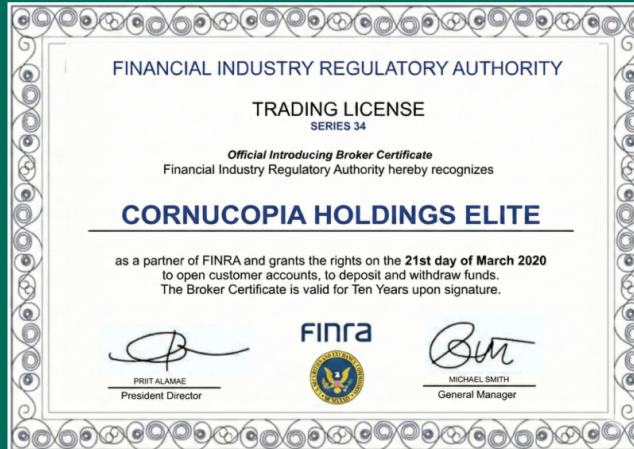 FINANCIAL INDUSTRY REGULATORY AUTHORITY
TRADING LICENSE
SERIES 34
Official Introducing Broker Certificate
Financial Industry Regulatory Authority hereby recognizes
CORNUCOPIA HOLDINGS ELITE
as a partner of FINRA and grants the rights on the 21st day of March 2020
to open customer accounts, to deposit and withdraw funds.
The Broker Certificate is valid for Ten Years upon signature.
PRIIT ALAMAE
President Director
Finra
MICHAEL SMITH
General Manager